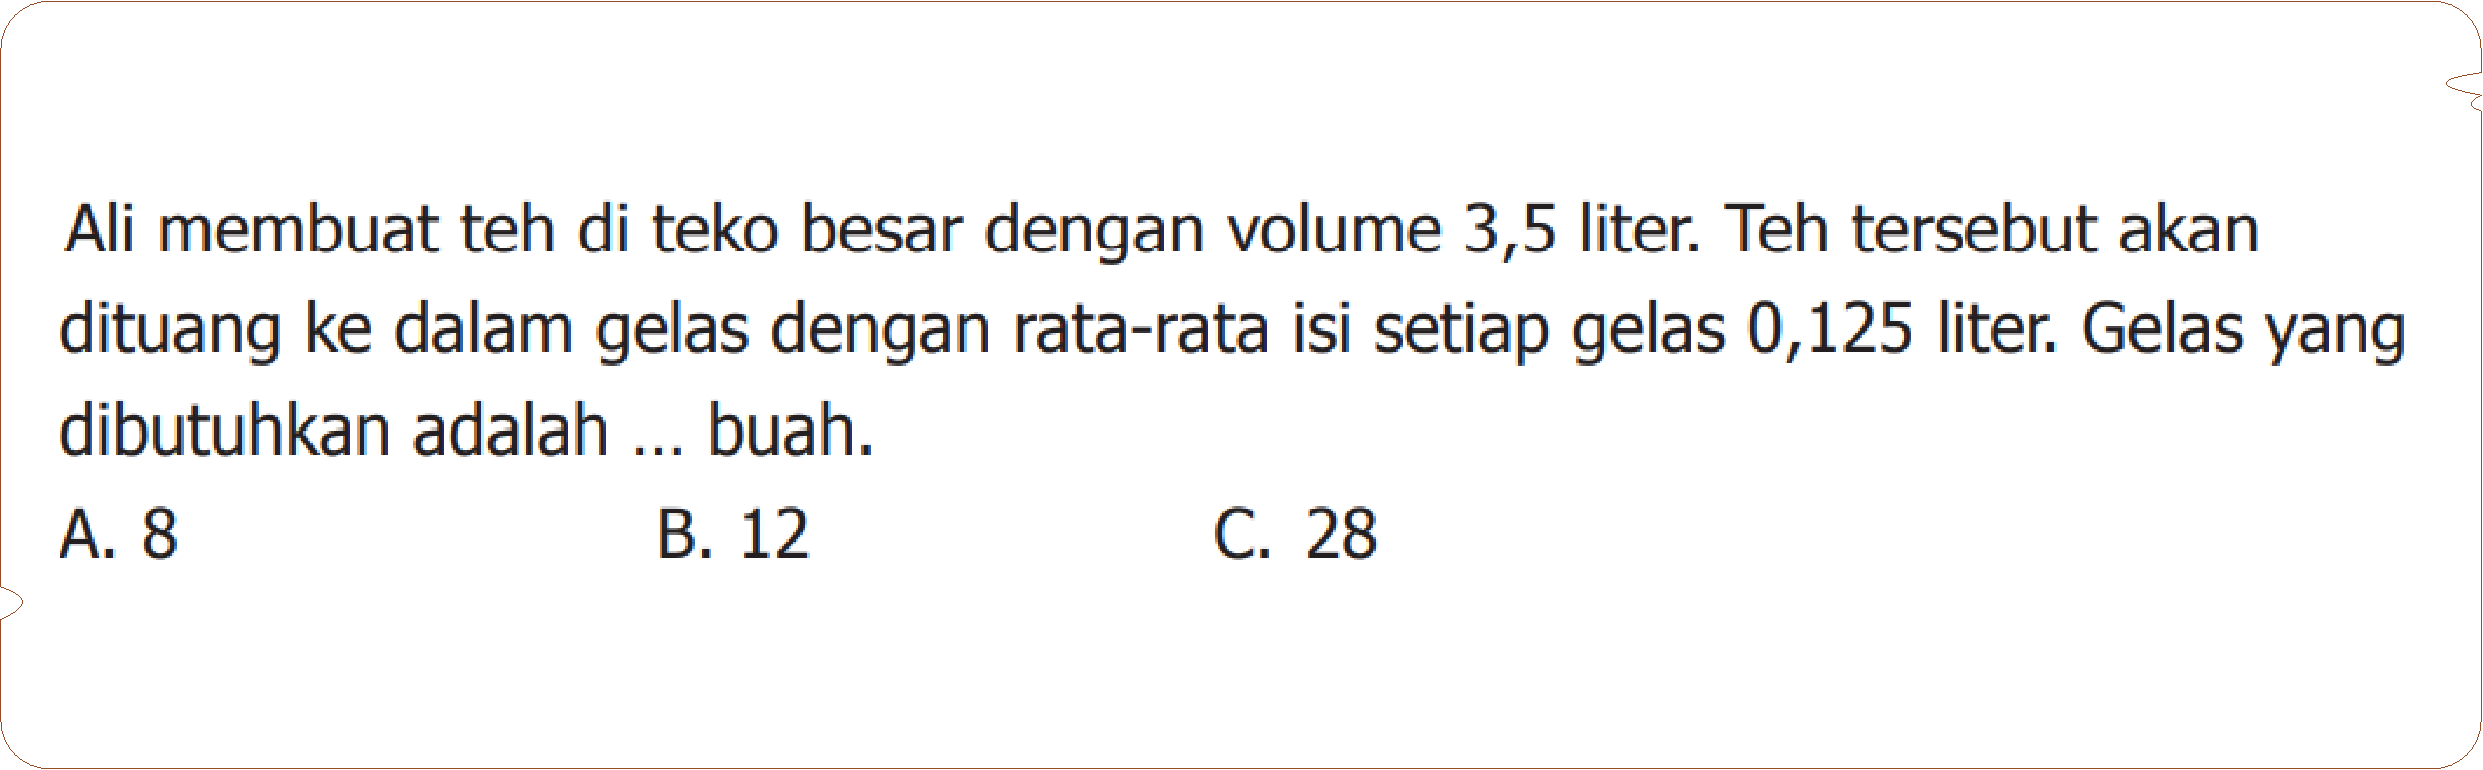 Ali membuat teh di teko besar dengan volume 3,5 liter. Teh tersebut akan
dituang ke dalam gelas dengan rata-rata isi setiap gelas 0,125 liter. Gelas yang
dibutuhkan adalah ... buah.
A. 8 B. 12 C. 28